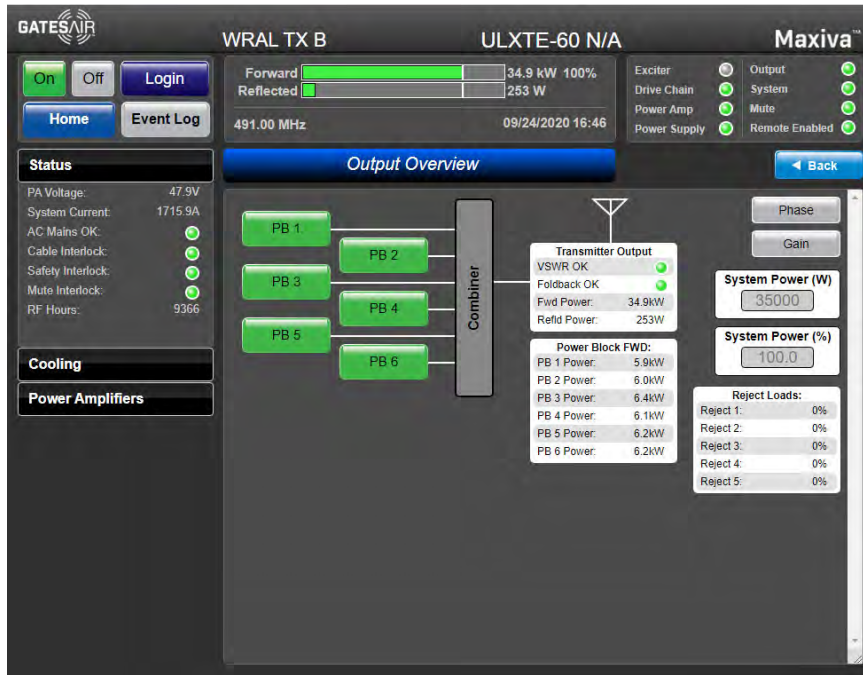 GATESAIR
WRAL TX B
ULXTE-60 N/A
Maxiva™
On
Off
Login
Home
Event Log
Forward
34.9 kW 100%
Reflected
253 W
491.00 MHz
09/24/2020 16:46
Exciter
Output
Drive Chain
System
Power Amp
Mute
Power Supply
Remote Enabled
Status
Output Overview
◄ Back
PA Voltage: 47.9V
System Current: 1715.9A
AC Mains OK:
Cable Interlock:
Safety Interlock:
Mute Interlock:
RF Hours: 9366
Cooling
Power Amplifiers
PB 1
PB 2
PB 3
PB 4
PB 5
PB 6
Combiner
Transmitter Output
VSWR OK
Foldback OK
Fwd Power: 34.9kW
Refld Power: 253W
Power Block FWD:
PB 1 Power: 5.9kW
PB 2 Power: 6.0kW
PB 3 Power: 6.4kW
PB 4 Power: 6.1kW
PB 5 Power: 6.2kW
PB 6 Power: 6.2kW
Phase
Gain
System Power (W)
35000
System Power (%)
100.0
Reject Loads:
Reject 1: 0%
Reject 2: 0%
Reject 3: 0%
Reject 4: 0%
Reject 5: 0%